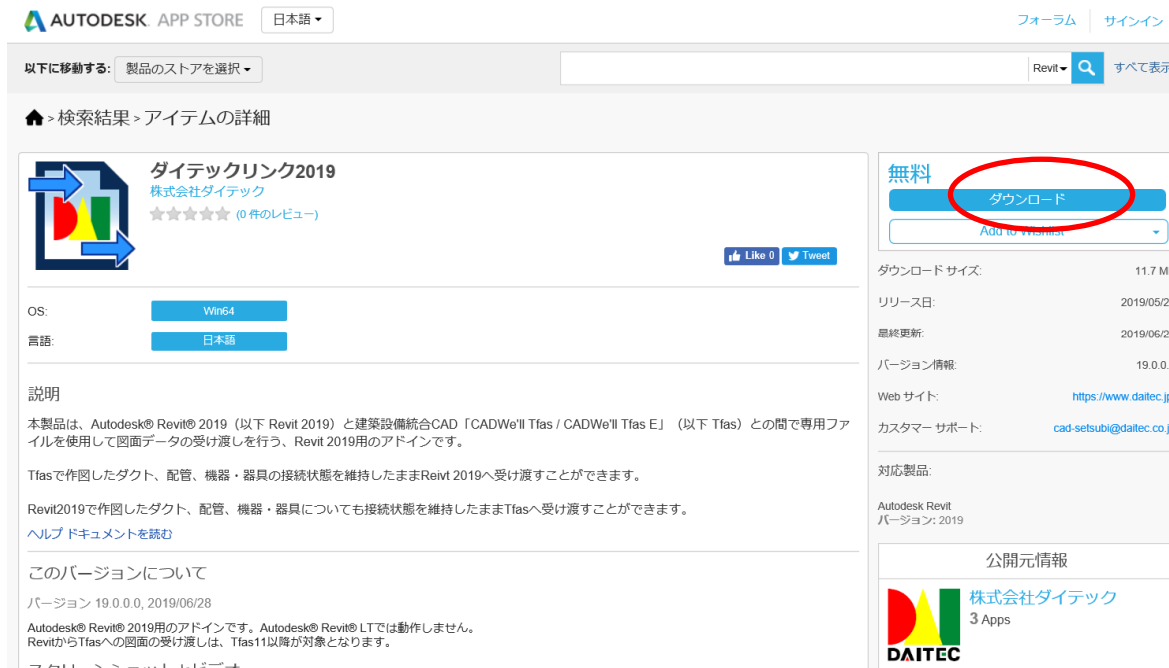 AUTODESK. APP STORE 日本語
フォーラム サインイン
以下に移動する: 製品のストアを選択
Revit すべて表示
> 検索結果 > アイテムの詳細
ダイテックリンク2019
株式会社ダイテック
(0 件のレビュー)
Like 0 Tweet
OS: Win64
言語: 日本語
説明
本製品は、Autodesk® Revit® 2019（以下 Revit 2019）と建築設備統合CAD「CADWe'll Tfas / CADWe'll Tfas E」（以下 Tfas）との間で専用ファ
イルを使用して図面データの受け渡しを行う、Revit 2019用のアドインです。
Tfasで作図したダクト、配管、機器・器具の接続状態を維持したままReivt 2019へ受け渡すことができます。
Revit2019で作図したダクト、配管、機器・器具についても接続状態を維持したままTfasへ受け渡すことができます。
ヘルプ ドキュメントを読む
このバージョンについて
バージョン 19.0.0.0, 2019/06/28
Autodesk® Revit® 2019用のアドインです。Autodesk® Revit® LTでは動作しません。
RevitからTfasへの図面の受け渡しは、Tfas11以降が対象となります。
無料
ダウンロード
Add to Wishlist
ダウンロード サイズ: 11.7 M
リリース日: 2019/05/2
最終更新: 2019/06/2
バージョン情報: 19.0.0.
Web サイト: https://www.daitec.jp
カスタマー サポート: cad-setsubi@daitec.co.j
対応製品:
Autodesk Revit
バージョン: 2019
公開元情報
株式会社ダイテック
3 Apps
DAITEC